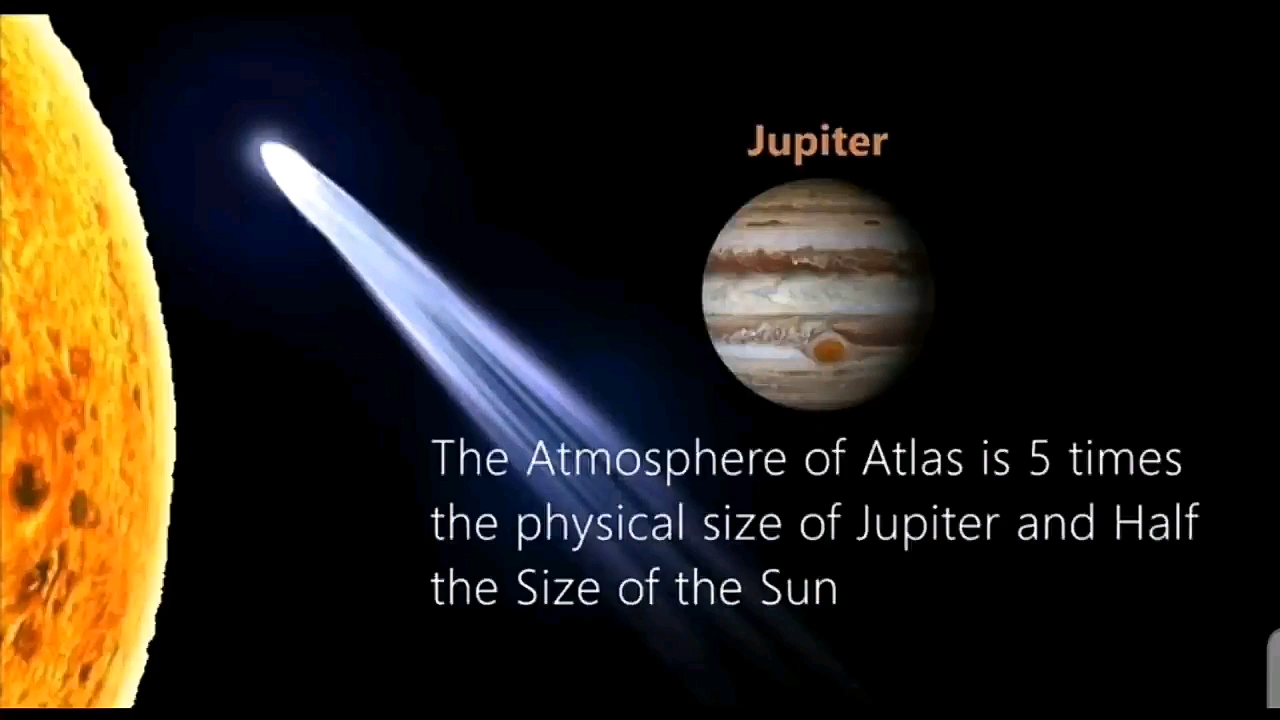 Jupiter
The Atmosphere of Atlas is 5 times
the physical size of Jupiter and Half
the Size of the Sun